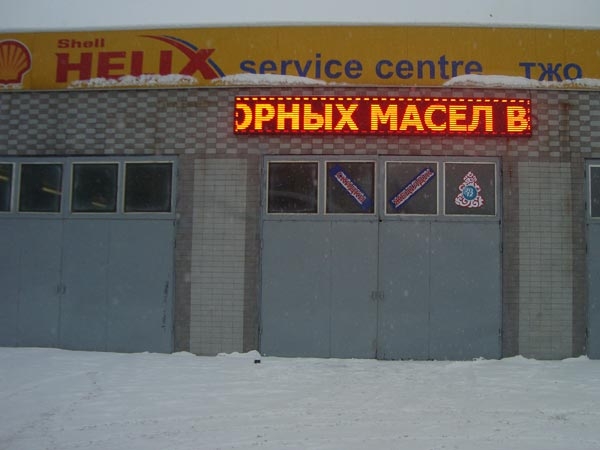 Shell
HELIX service centre ТЖО
ОРНЫХ МАСЕЛ В